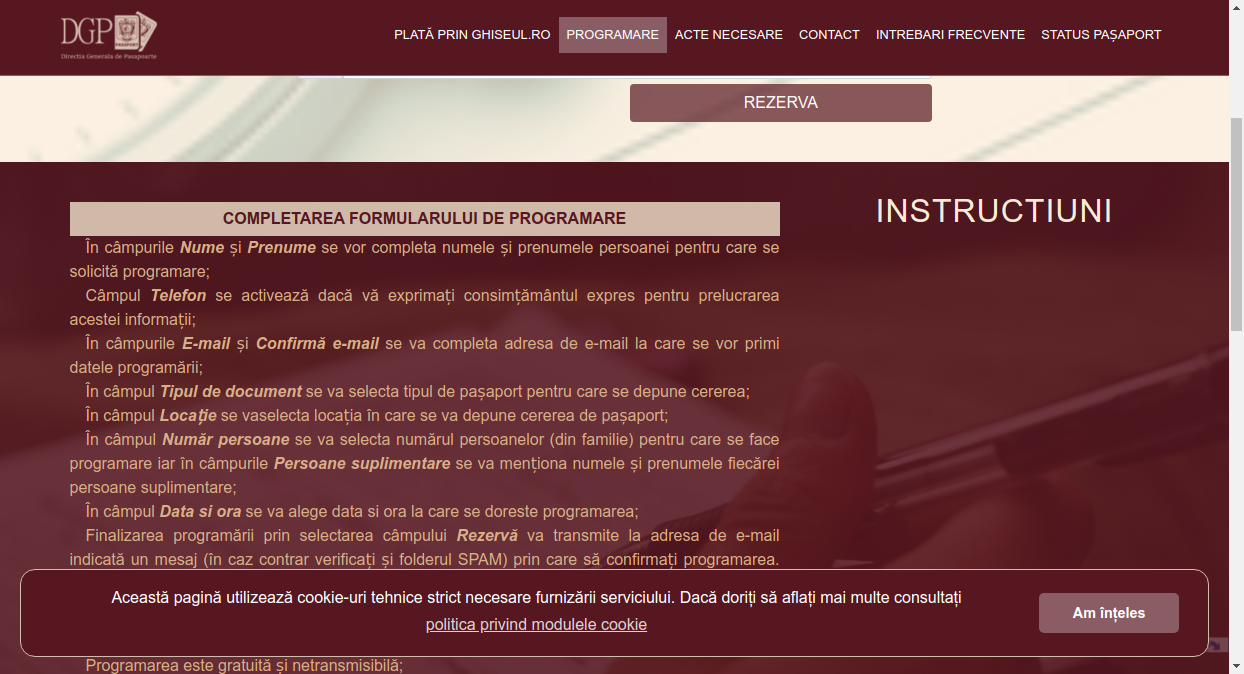 DGP
PASAPORT
Directia Generala de Pasapoarte
PLATĂ PRIN GHISEUL.RO
PROGRAMARE
ACTE NECESARE
CONTACT
INTREBARI FRECVENTE
STATUS PAȘAPORT
REZERVA
INSTRUCTIUNI
COMPLETAREA FORMULARULUI DE PROGRAMARE
În câmpurile Nume și Prenume se vor completa numele și prenumele persoanei pentru care se
solicită programare;
Câmpul Telefon se activează dacă vă exprimați consimțământul expres pentru prelucrarea
acestei informații;
În câmpurile E-mail și Confirmă e-mail se va completa adresa de e-mail la care se vor primi
datele programării;
În câmpul Tipul de document se va selecta tipul de pașaport pentru care se depune cererea;
În câmpul Locație se vaselecta locația în care se va depune cererea de pașaport;
În câmpul Număr persoane se va selecta numărul persoanelor (din familie) pentru care se face
programare iar în câmpurile Persoane suplimentare se va menționa numele și prenumele fiecărei
persoane suplimentare;
În câmpul Data si ora se va alege data si ora la care se doreste programarea;
Finalizarea programării prin selectarea câmpului Rezervă va transmite la adresa de e-mail
indicată un mesaj (în caz contrar verificați și folderul SPAM) prin care să confirmați programarea.
Această pagină utilizează cookie-uri tehnice strict necesare furnizării serviciului. Dacă doriți să aflați mai multe consultați
politica privind modulele cookie
Am înțeles
Programarea este gratuită și netransmisibilă;